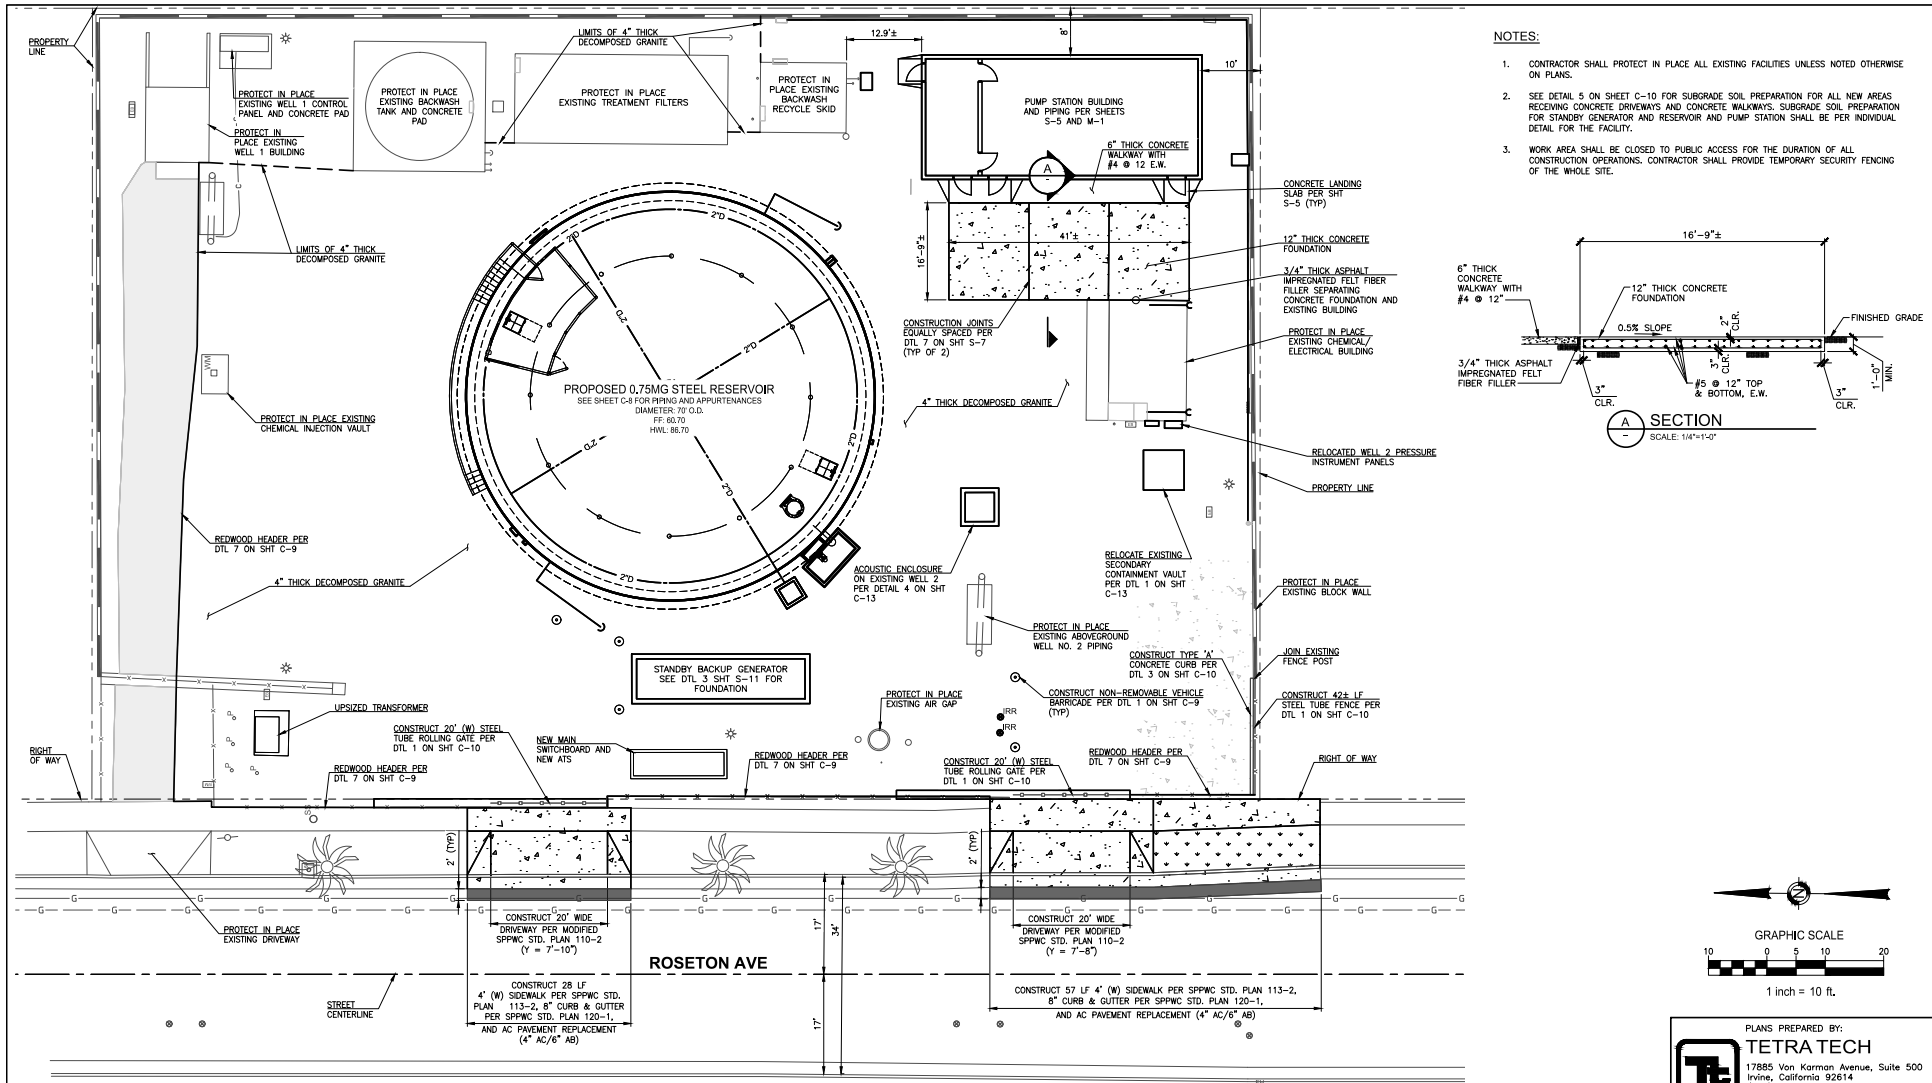 PROPERTY
LINE
LIMITS OF 4" THICK
DECOMPOSED GRANITE
12.9'±
8'
10'
PROTECT IN PLACE
EXISTING WELL 1 CONTROL
PANEL AND CONCRETE PAD
PROTECT IN
PLACE EXISTING
WELL 1 BUILDING
PROTECT IN PLACE
EXISTING BACKWASH
TANK AND CONCRETE
PAD
PROTECT IN PLACE
EXISTING TREATMENT FILTERS
PROTECT IN
PLACE EXISTING
BACKWASH
RECYCLE SKID
PUMP STATION BUILDING
AND PIPING PER SHEETS
S-5 AND M-1
6" THICK CONCRETE
WALKWAY WITH
#4 @ 12 E.W.
A
-
CONCRETE LANDING
SLAB PER SHT
S-5 (TYP)
LIMITS OF 4" THICK
DECOMPOSED GRANITE
16'-9"±
41'±
12" THICK CONCRETE
FOUNDATION
3/4" THICK ASPHALT
IMPREGNATED FELT FIBER
FILLER SEPARATING
CONCRETE FOUNDATION AND
EXISTING BUILDING
CONSTRUCTION JOINTS
EQUALLY SPACED PER
DTL 7 ON SHT S-7
(TYP OF 2)
PROTECT IN PLACE
EXISTING CHEMICAL/
ELECTRICAL BUILDING
2"D
2"D
2"D
2"D
2"D
2"D
2"D
2"D
WM
PROPOSED 0.75MG STEEL RESERVOIR
SEE SHEET C-8 FOR PIPING AND APPURTENANCES
DIAMETER: 70' O.D.
FF: 60.70
HWL: 86.70
PROTECT IN PLACE EXISTING
CHEMICAL INJECTION VAULT
4" THICK DECOMPOSED GRANITE
RELOCATED WELL 2 PRESSURE
INSTRUMENT PANELS
PROPERTY LINE
REDWOOD HEADER PER
DTL 7 ON SHT C-9
4" THICK DECOMPOSED GRANITE
ACOUSTIC ENCLOSURE
ON EXISTING WELL 2
PER DETAIL 4 ON SHT
C-13
RELOCATE EXISTING
SECONDARY
CONTAINMENT VAULT
PER DTL 1 ON SHT
C-13
PROTECT IN PLACE
EXISTING BLOCK WALL
PROTECT IN PLACE
EXISTING ABOVEGROUND
WELL NO. 2 PIPING
CONSTRUCT TYPE 'A'
CONCRETE CURB PER
DTL 3 ON SHT C-10
JOIN EXISTING
FENCE POST
STANDBY BACKUP GENERATOR
SEE DTL 3 SHT S-11 FOR
FOUNDATION
PROTECT IN PLACE
EXISTING AIR GAP
CONSTRUCT NON-REMOVABLE VEHICLE
BARRICADE PER DTL 1 ON SHT C-9
(TYP)
IRR
IRR
CONSTRUCT 42± LF
STEEL TUBE FENCE PER
DTL 1 ON SHT C-10
UPSIZED TRANSFORMER
CONSTRUCT 20' (W) STEEL
TUBE ROLLING GATE PER
DTL 1 ON SHT C-10
NEW MAIN
SWITCHBOARD AND
NEW ATS
REDWOOD HEADER PER
DTL 7 ON SHT C-9
CONSTRUCT 20' (W) STEEL
TUBE ROLLING GATE PER
DTL 1 ON SHT C-10
REDWOOD HEADER PER
DTL 7 ON SHT C-9
RIGHT OF WAY
RIGHT
OF WAY
REDWOOD HEADER PER
DTL 7 ON SHT C-9
2' (TYP)
2' (TYP)
G G G G G G G G
PROTECT IN PLACE
EXISTING DRIVEWAY
CONSTRUCT 20' WIDE
DRIVEWAY PER MODIFIED
SPPWC STD. PLAN 110-2
(Y = 7'-10")
17'
34'
17'
CONSTRUCT 20' WIDE
DRIVEWAY PER MODIFIED
SPPWC STD. PLAN 110-2
(Y = 7'-8")
ROSETON AVE
STREET
CENTERLINE
CONSTRUCT 28 LF
4' (W) SIDEWALK PER SPPWC STD.
PLAN 113-2, 8" CURB & GUTTER
PER SPPWC STD. PLAN 120-1,
AND AC PAVEMENT REPLACEMENT
(4" AC/6" AB)
CONSTRUCT 57 LF 4' (W) SIDEWALK PER SPPWC STD. PLAN 113-2,
8" CURB & GUTTER PER SPPWC STD. PLAN 120-1,
AND AC PAVEMENT REPLACEMENT (4" AC/6" AB)
NOTES:
1. CONTRACTOR SHALL PROTECT IN PLACE ALL EXISTING FACILITIES UNLESS NOTED OTHERWISE
ON PLANS.
2. SEE DETAIL 5 ON SHEET C-10 FOR SUBGRADE SOIL PREPARATION FOR ALL NEW AREAS
RECEIVING CONCRETE DRIVEWAYS AND CONCRETE WALKWAYS. SUBGRADE SOIL PREPARATION
FOR STANDBY GENERATOR AND RESERVOIR AND PUMP STATION SHALL BE PER INDIVIDUAL
DETAIL FOR THE FACILITY.
3. WORK AREA SHALL BE CLOSED TO PUBLIC ACCESS FOR THE DURATION OF ALL
CONSTRUCTION OPERATIONS. CONTRACTOR SHALL PROVIDE TEMPORARY SECURITY FENCING
OF THE WHOLE SITE.
16'-9"±
6" THICK
CONCRETE
WALKWAY WITH
#4 @ 12"
12" THICK CONCRETE
FOUNDATION
0.5% SLOPE
2"
CLR.
FINISHED GRADE
3/4" THICK ASPHALT
IMPREGNATED FELT
FIBER FILLER
3"
CLR.
3"
CLR.
#5 @ 12" TOP
& BOTTOM, E.W.
3"
CLR.
1'-0"
MIN.
A
-
SECTION
SCALE: 1/4"=1'-0"
GRAPHIC SCALE
10 0 5 10 20
1 inch = 10 ft.
PLANS PREPARED BY:
TETRA TECH
17885 Von Karman Avenue, Suite 500
Irvine, California 92614